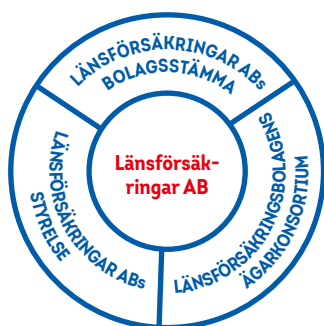 LÄNSFÖRSÄKRINGAR ABs
BOLAGSSTÄMMA
Länsförsäk-
ringar AB
LÄNSFÖRSÄKRINGAR ABs
STYRELSE
LÄNSFÖRSÄKRINGSBOLAGENS
ÄGARKONSORTIUM